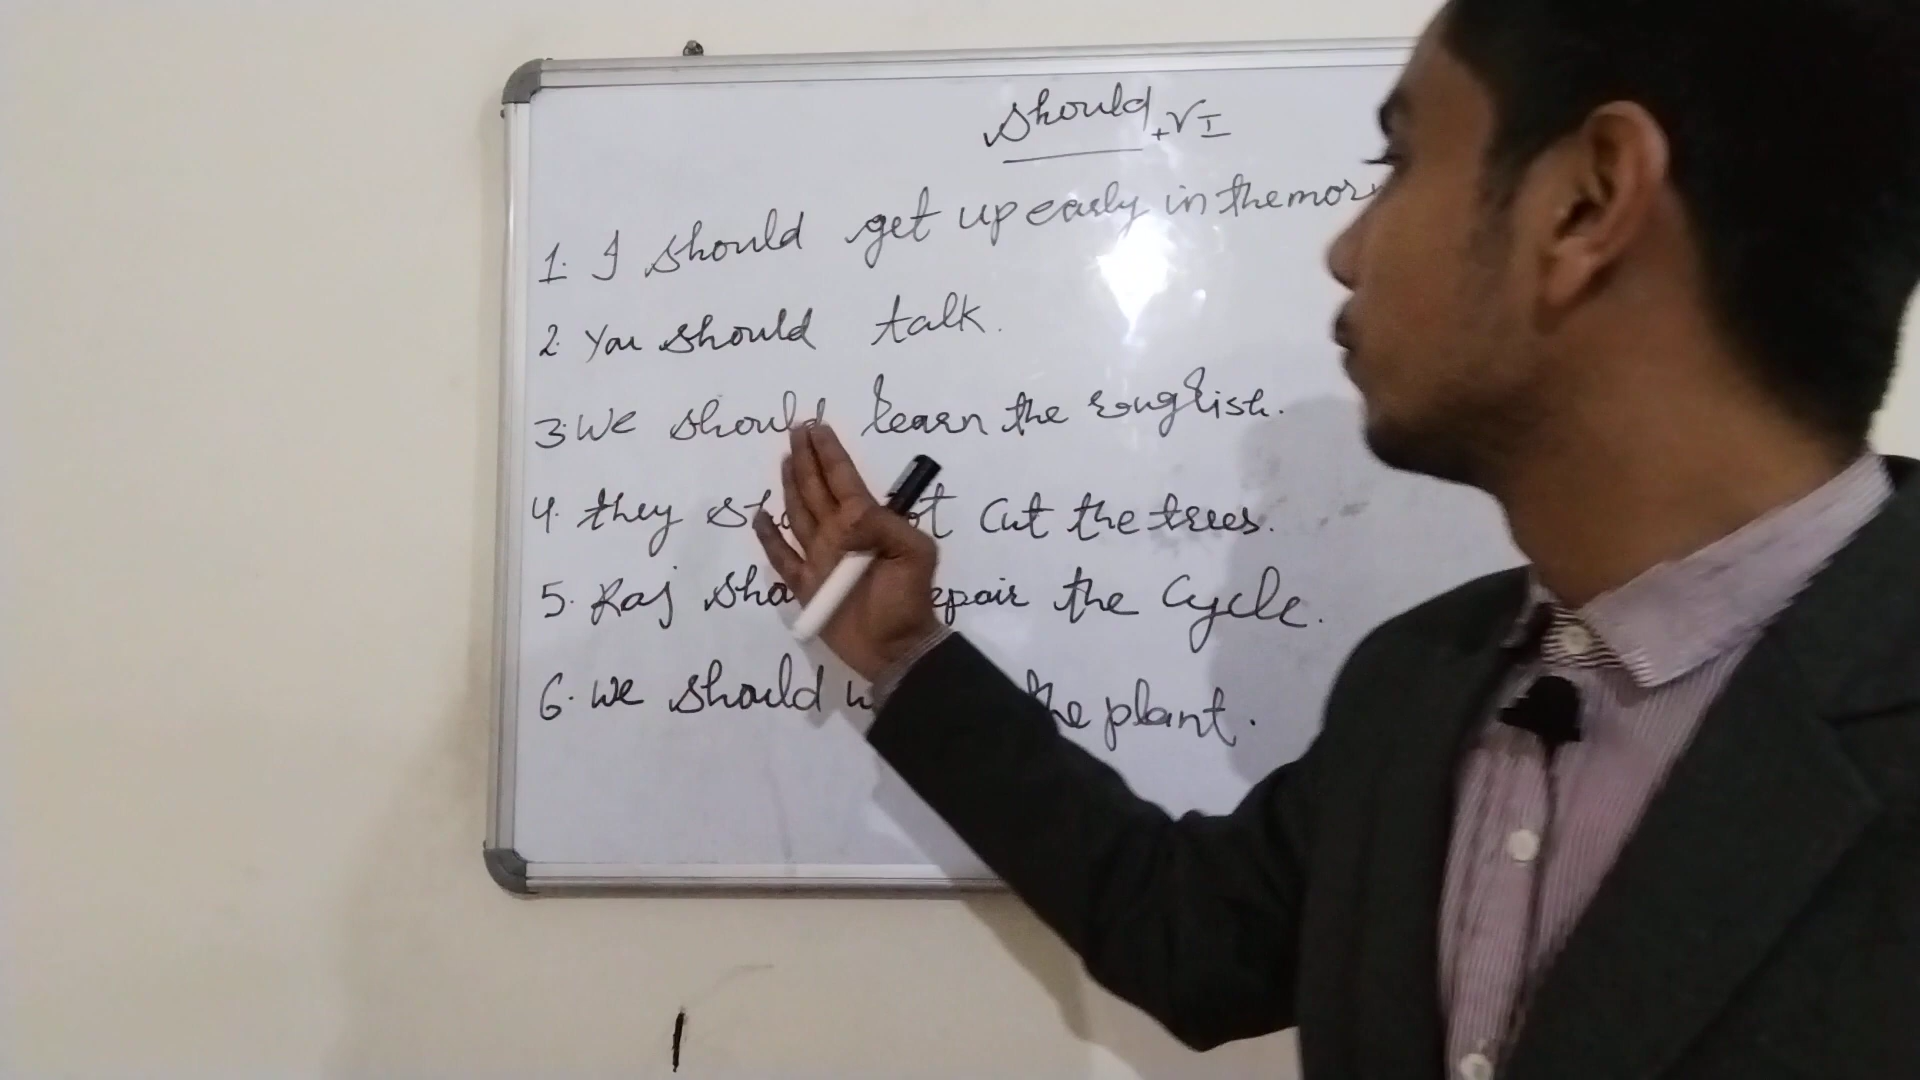 should + V I
1. I should get up early in the mor
2. You should talk.
3. We should learn the English.
4. they cut the trees.
5. Raj the Cycle.
6. we should the plant.